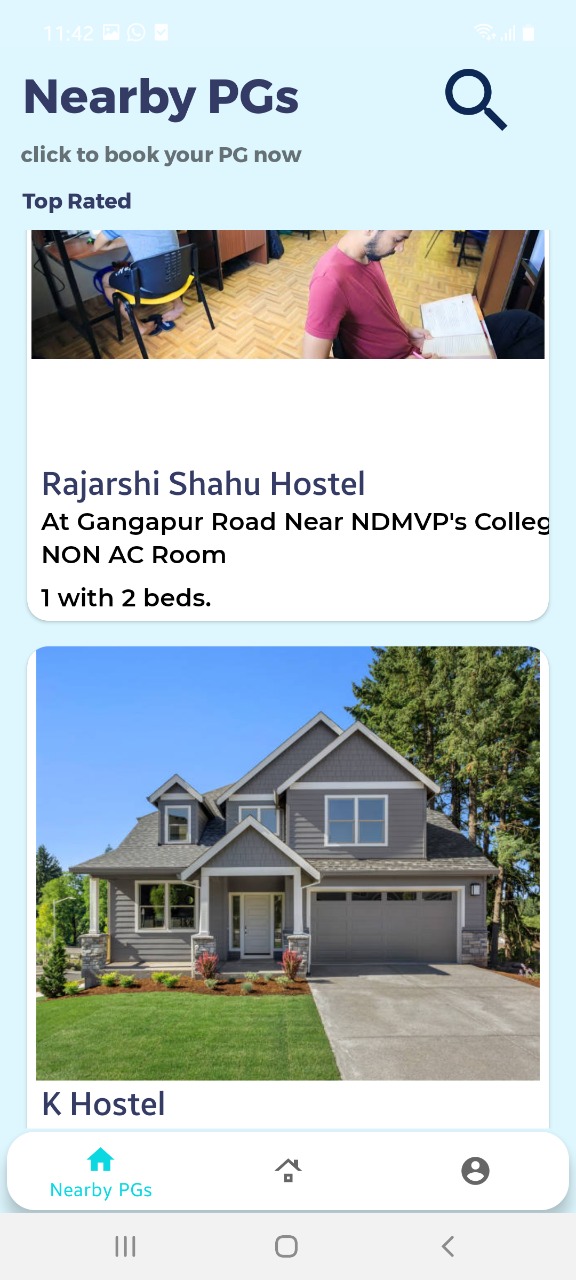 11:42
Nearby PGs
click to book your PG now
Top Rated
Rajarshi Shahu Hostel
At Gangapur Road Near NDMVP's Colleg
NON AC Room
1 with 2 beds.
K Hostel
Nearby PGs